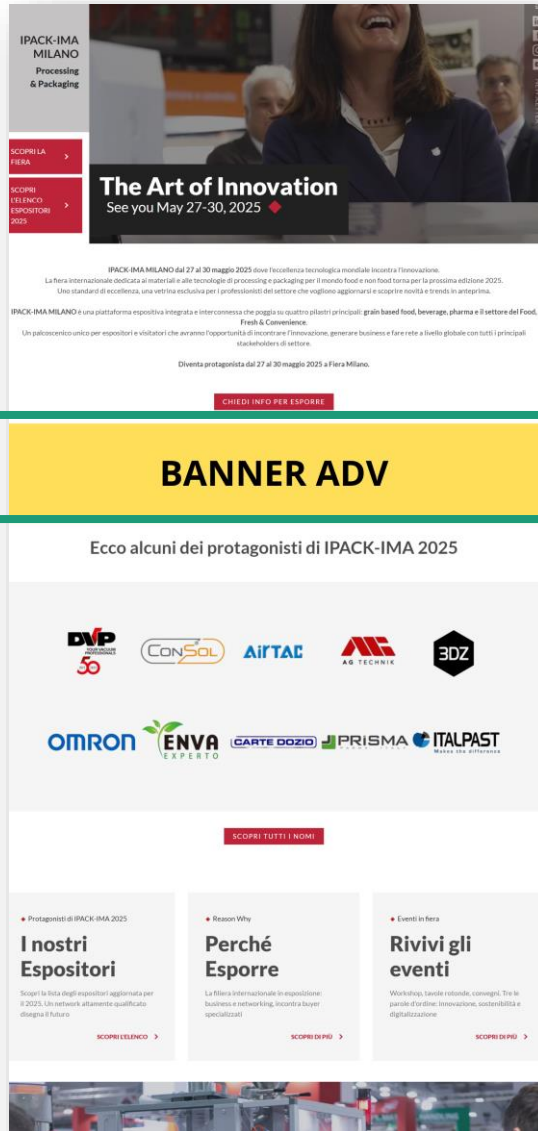 IPACK-IMA
MILANO
Processing
& Packaging
SCOPRI LA
FIERA
SCOPRI
L'ELENCO
ESPOSITORI
2025
The Art of Innovation
See you May 27-30, 2025
IPACK-IMA MILANO dal 27 al 30 maggio 2025 dove l'eccellenza tecnologica mondiale incontra l'innovazione.
La fiera internazionale dedicata ai materiali e alle tecnologie di processing e packaging per il mondo food e non food torna per la prossima edizione 2025.
Uno standard di eccellenza, una vetrina esclusiva per i professionisti del settore che vogliono aggiornarsi e scoprire novità e trends in anteprima.
IPACK-IMA MILANO è una piattaforma espositiva integrata e interconnessa che poggia su quattro pilastri principali: grain based food, beverage, pharma e il settore del Food,
Fresh & Convenience.
Un palcoscenico unico per espositori e visitatori che avranno l'opportunità di incontrare l'innovazione, generare business e fare rete a livello globale con tutti i principali
stackeholders di settore.
Diventa protagonista dal 27 al 30 maggio 2025 a Fiera Milano.
CHIEDI INFO PER ESPORRE
BANNER ADV
Ecco alcuni dei protagonisti di IPACK-IMA 2025
DVP
YOUR VACUUM
PROFESSIONALS
50
CONSOL
AirTAC
AG TECHNIK
3DZ
OMRON
ENVA
EXPERTO
CARTE DOZIO
PRISMA
ITALPAST
Makes the difference
SCOPRI TUTTI I NOMI
Protagonisti di IPACK-IMA 2025
I nostri
Espositori
Scopri la lista degli espositori aggiornata per
il 2025. Un network altamente qualificato
disegna il futuro
SCOPRI L'ELENCO
Reason Why
Perché
Esporre
La filiera internazionale in esposizione:
business e networking, incontra buyer
specializzati
SCOPRI DI PIÙ
Eventi in fiera
Rivivi gli
eventi
Workshop, tavole rotonde, convegni. Tre le
parole d'ordine: innovazione, sostenibilità e
digitalizzazione
SCOPRI DI PIÙ